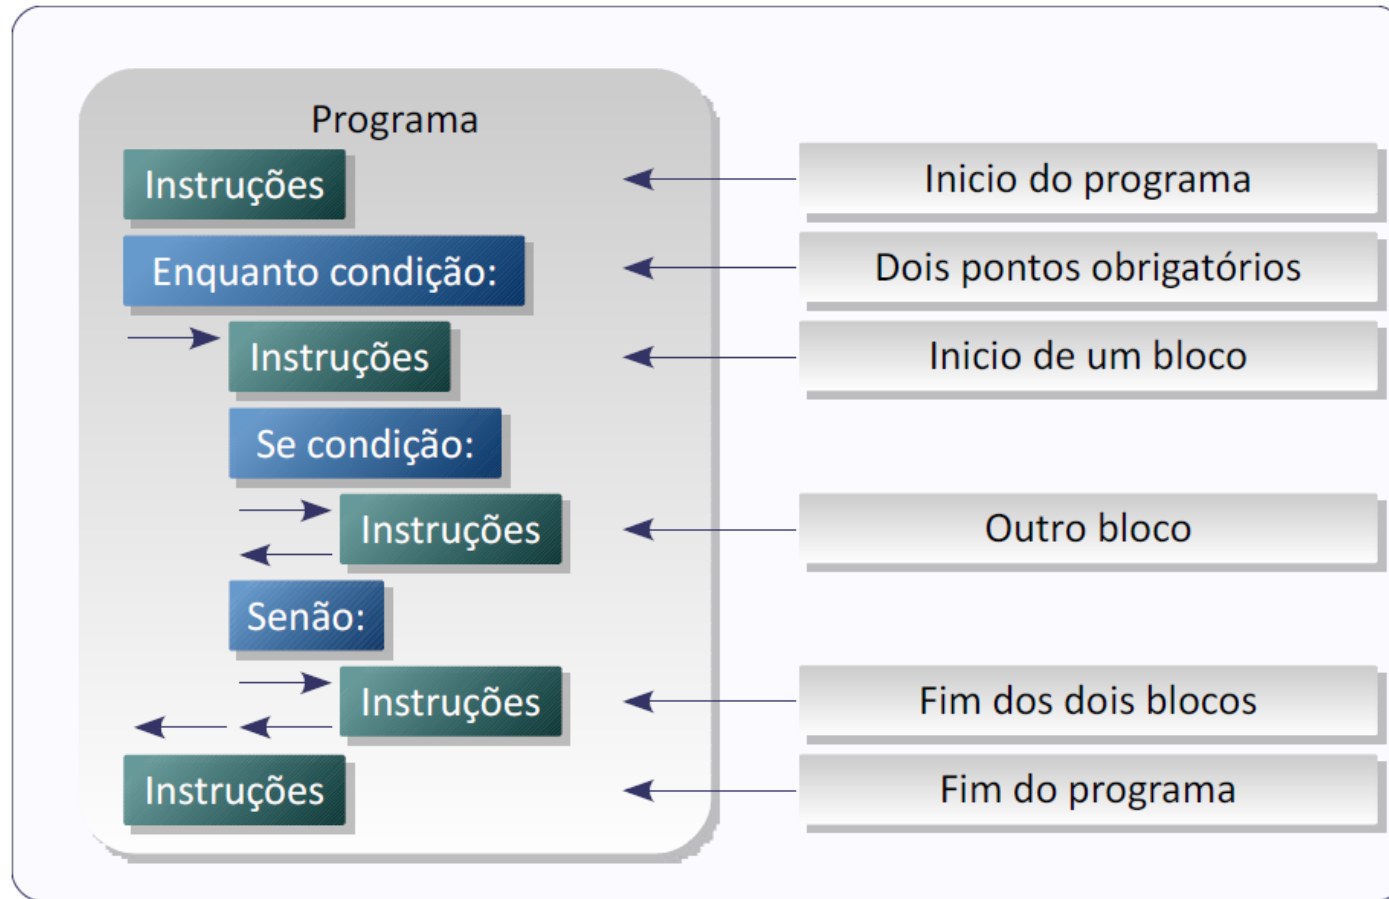 Programa
Instruções
Inicio do programa
Enquanto condição:
Dois pontos obrigatórios
Instruções
Inicio de um bloco
Se condição:
Instruções
Outro bloco
Senão:
Instruções
Fim dos dois blocos
Instruções
Fim do programa